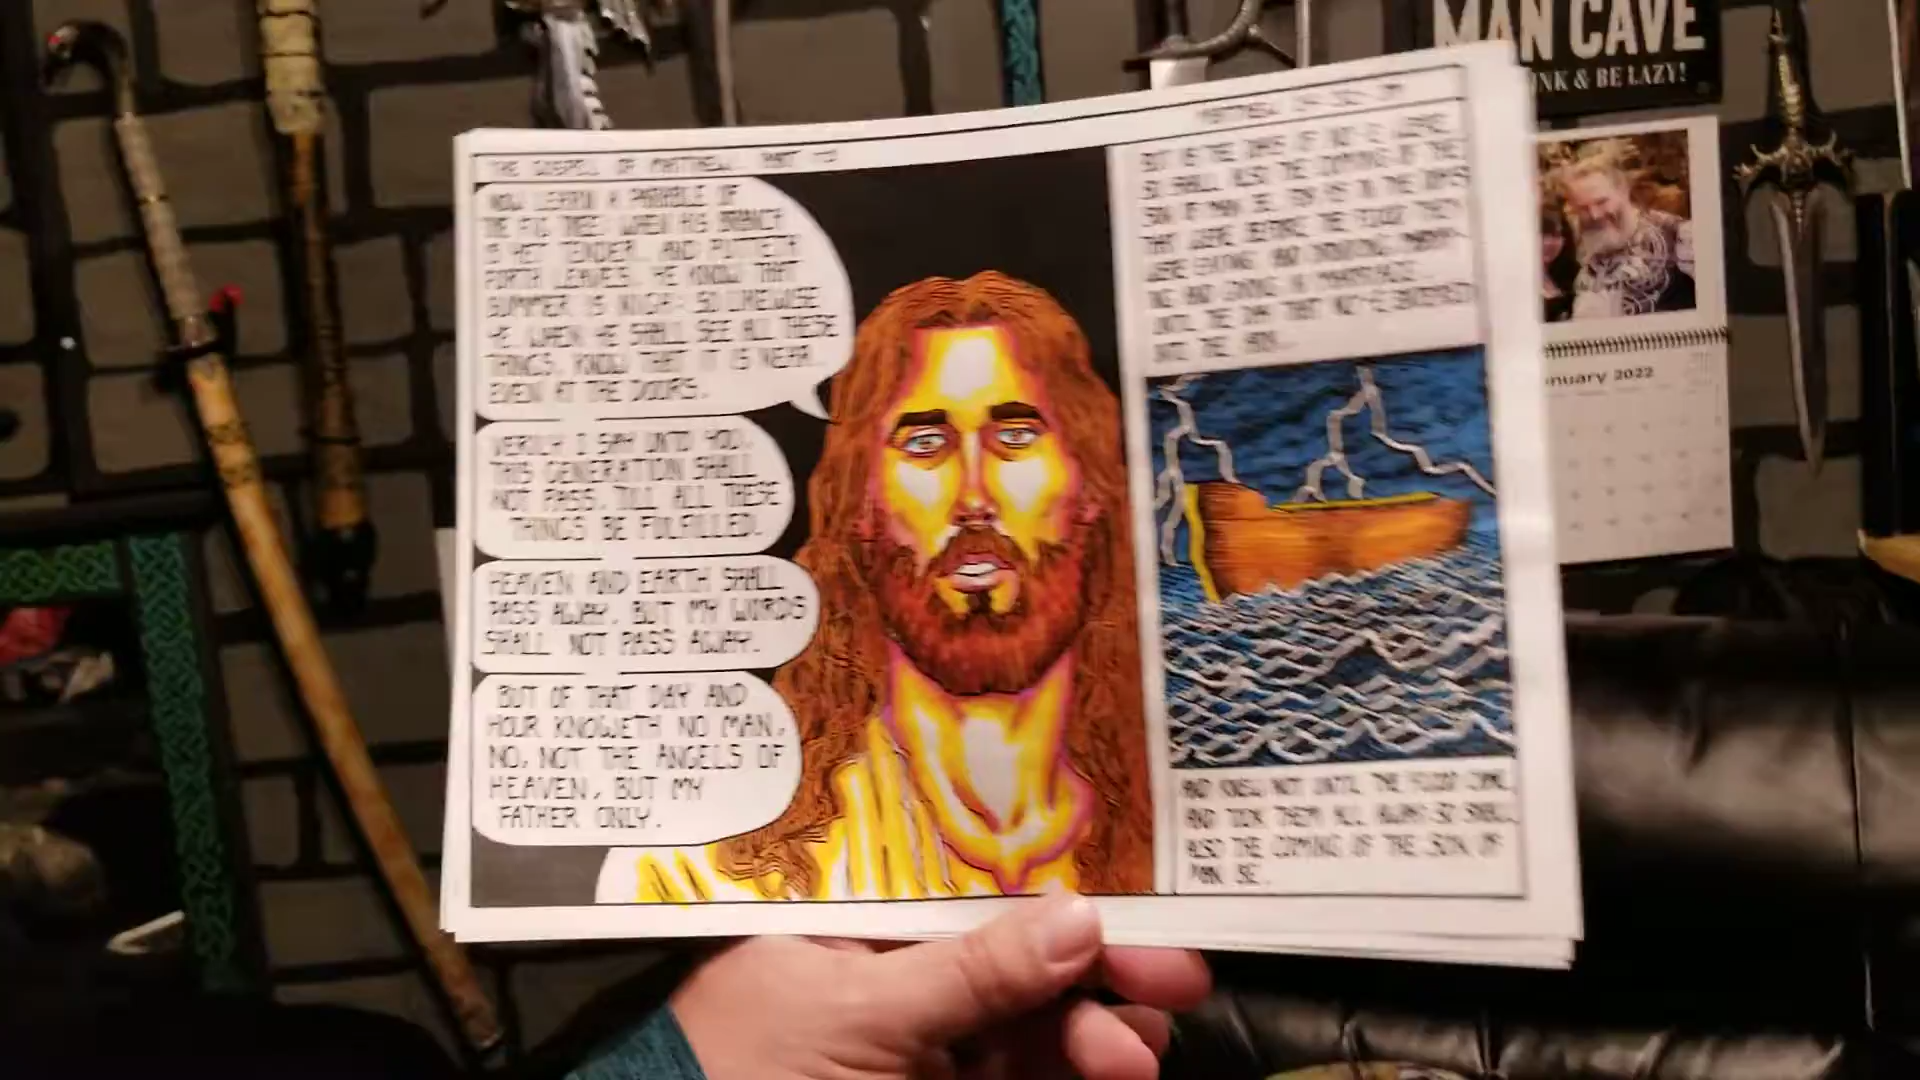 MAN CAVE
INK & BE LAZY!
THE GOSPEL OF MATTHEW, PART
MATTHEW
NOW LEARN A PARABLE OF
THE FIG TREE; WHEN HIS BRANCH
IS YET TENDER, AND PUTTETH
FORTH LEAVES, YE KNOW THAT
SUMMER IS NIGH: SO LIKEWISE
YE, WHEN YE SHALL SEE ALL THESE
THINGS, KNOW THAT IT IS NEAR,
EVEN AT THE DOORS.
VERILY I SAY UNTO YOU,
THIS GENERATION SHALL
NOT PASS, TILL ALL THESE
THINGS BE FULFILLED.
HEAVEN AND EARTH SHALL
PASS AWAY, BUT MY WORDS
SHALL NOT PASS AWAY.
BUT OF THAT DAY AND
HOUR KNOWETH NO MAN,
NO, NOT THE ANGELS OF
HEAVEN, BUT MY
FATHER ONLY.
BUT AS THE DAYS OF NOE WERE,
SO SHALL ALSO THE COMING OF THE
SON OF MAN BE. FOR AS IN THE DAYS
THAT WERE BEFORE THE FLOOD THEY
WERE EATING AND DRINKING, MARRY-
ING AND GIVING IN MARRIAGE,
UNTIL THE DAY THAT NOE ENTERED
INTO THE ARK,
AND KNEW NOT UNTIL THE FLOOD CAME,
AND TOOK THEM ALL AWAY; SO SHALL
ALSO THE COMING OF THE SON OF
MAN BE.
nuary 2022